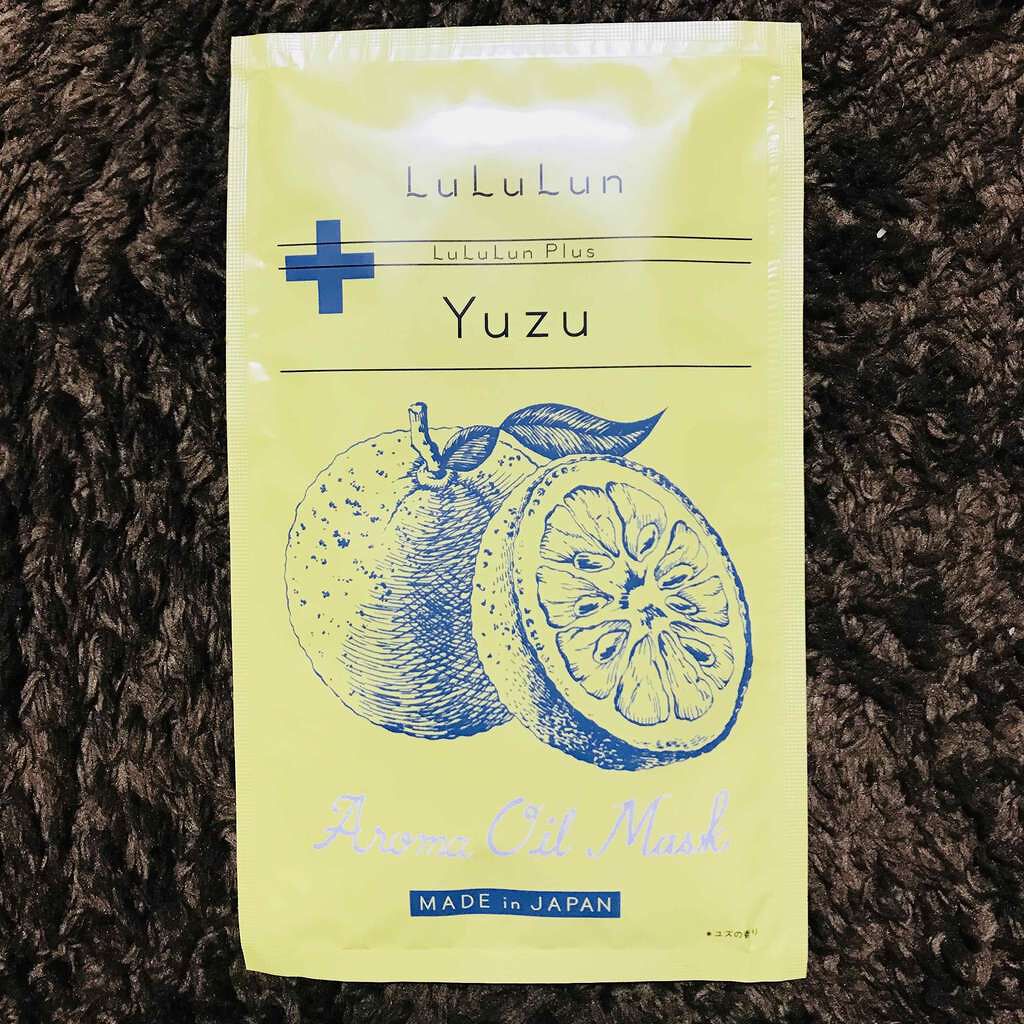 LuLuLun
LuLuLun Plus
Yuzu
Aroma Oil Mask
MADE in JAPAN
★ユズの香り